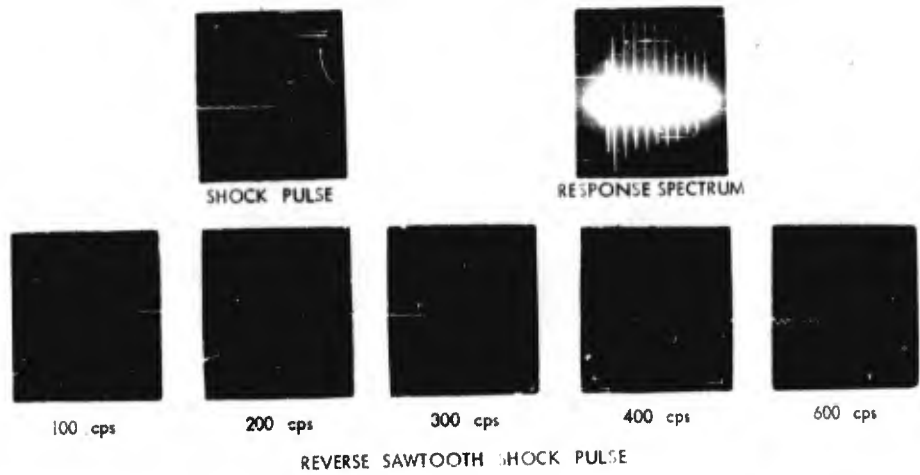 SHOCK PULSE
RESPONSE SPECTRUM
100 cps
200 cps
300 cps
400 cps
600 cps
REVERSE SAWTOOTH SHOCK PULSE